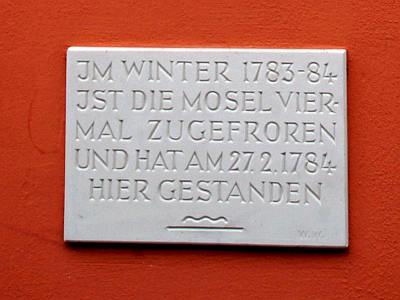 JM WINTER 1783-84
JST DIE MOSEL VIER-
MAL ZUGEFROREN
UND HAT AM 27.2.1784
HIER GESTANDEN